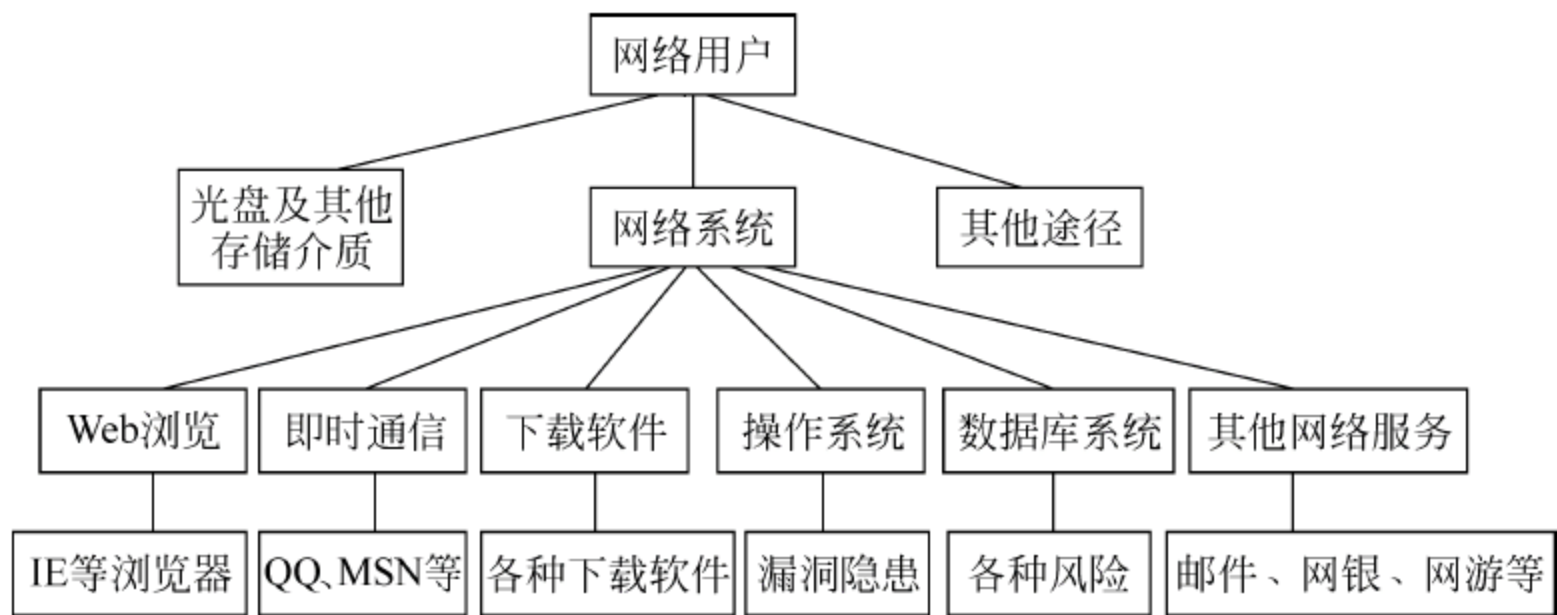 网络用户
光盘及其他
存储介质
网络系统
其他途径
Web浏览
即时通信
下载软件
操作系统
数据库系统
其他网络服务
IE等浏览器
QQ、MSN等
各种下载软件
漏洞隐患
各种风险
邮件、网银、网游等